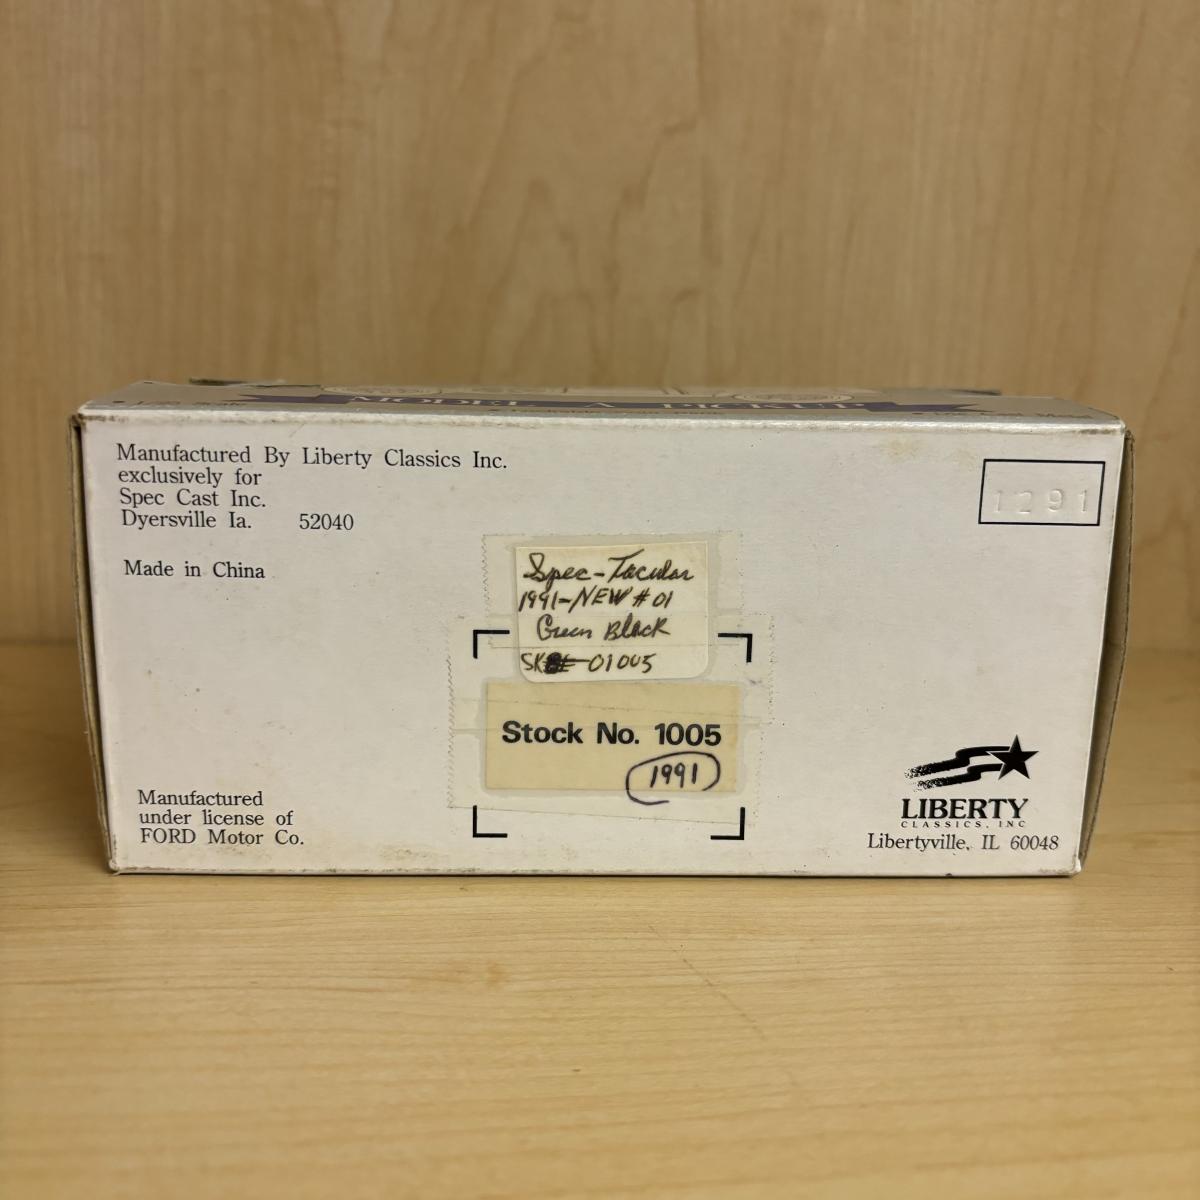 MODEL A PICKUP
Manufactured By Liberty Classics Inc.
exclusively for
Spec Cast Inc.
Dyersville Ia. 52040
Made in China
1291
Spec-Tacular
1991-NEW #01
Green Black
01005
Stock No. 1005
1991
Manufactured
under license of
FORD Motor Co.
LIBERTY
CLASSICS, INC
Libertyville, IL 60048